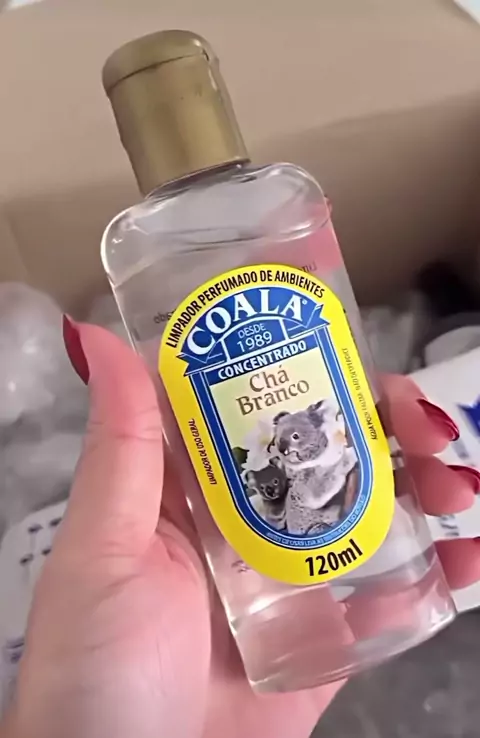 LIMPADOR PERFUMADO DE AMBIENTES
COALA®
DESDE
1989
CONCENTRADO
Chá
Branco
LIMPADOR DE USO GERAL.
120ml